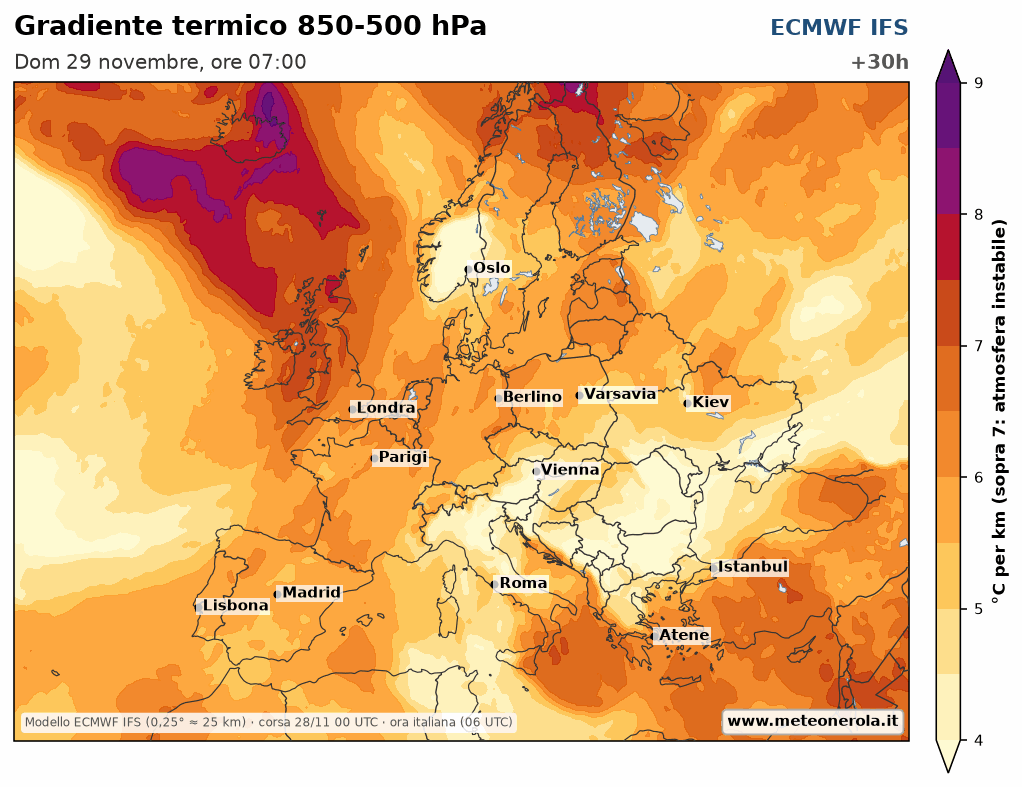 Gradiente termico 850-500 hPa
ECMWF IFS
Dom 29 novembre, ore 07:00
+30h
Oslo
Berlino
Varsavia
Kiev
Londra
Parigi
Vienna
Istanbul
Roma
Madrid
Lisbona
Atene
Modello ECMWF IFS (0,25° ≈ 25 km) · corsa 28/11 00 UTC · ora italiana (06 UTC)
www.meteonerola.it
9
8
7
6
5
4
°C per km (sopra 7: atmosfera instabile)